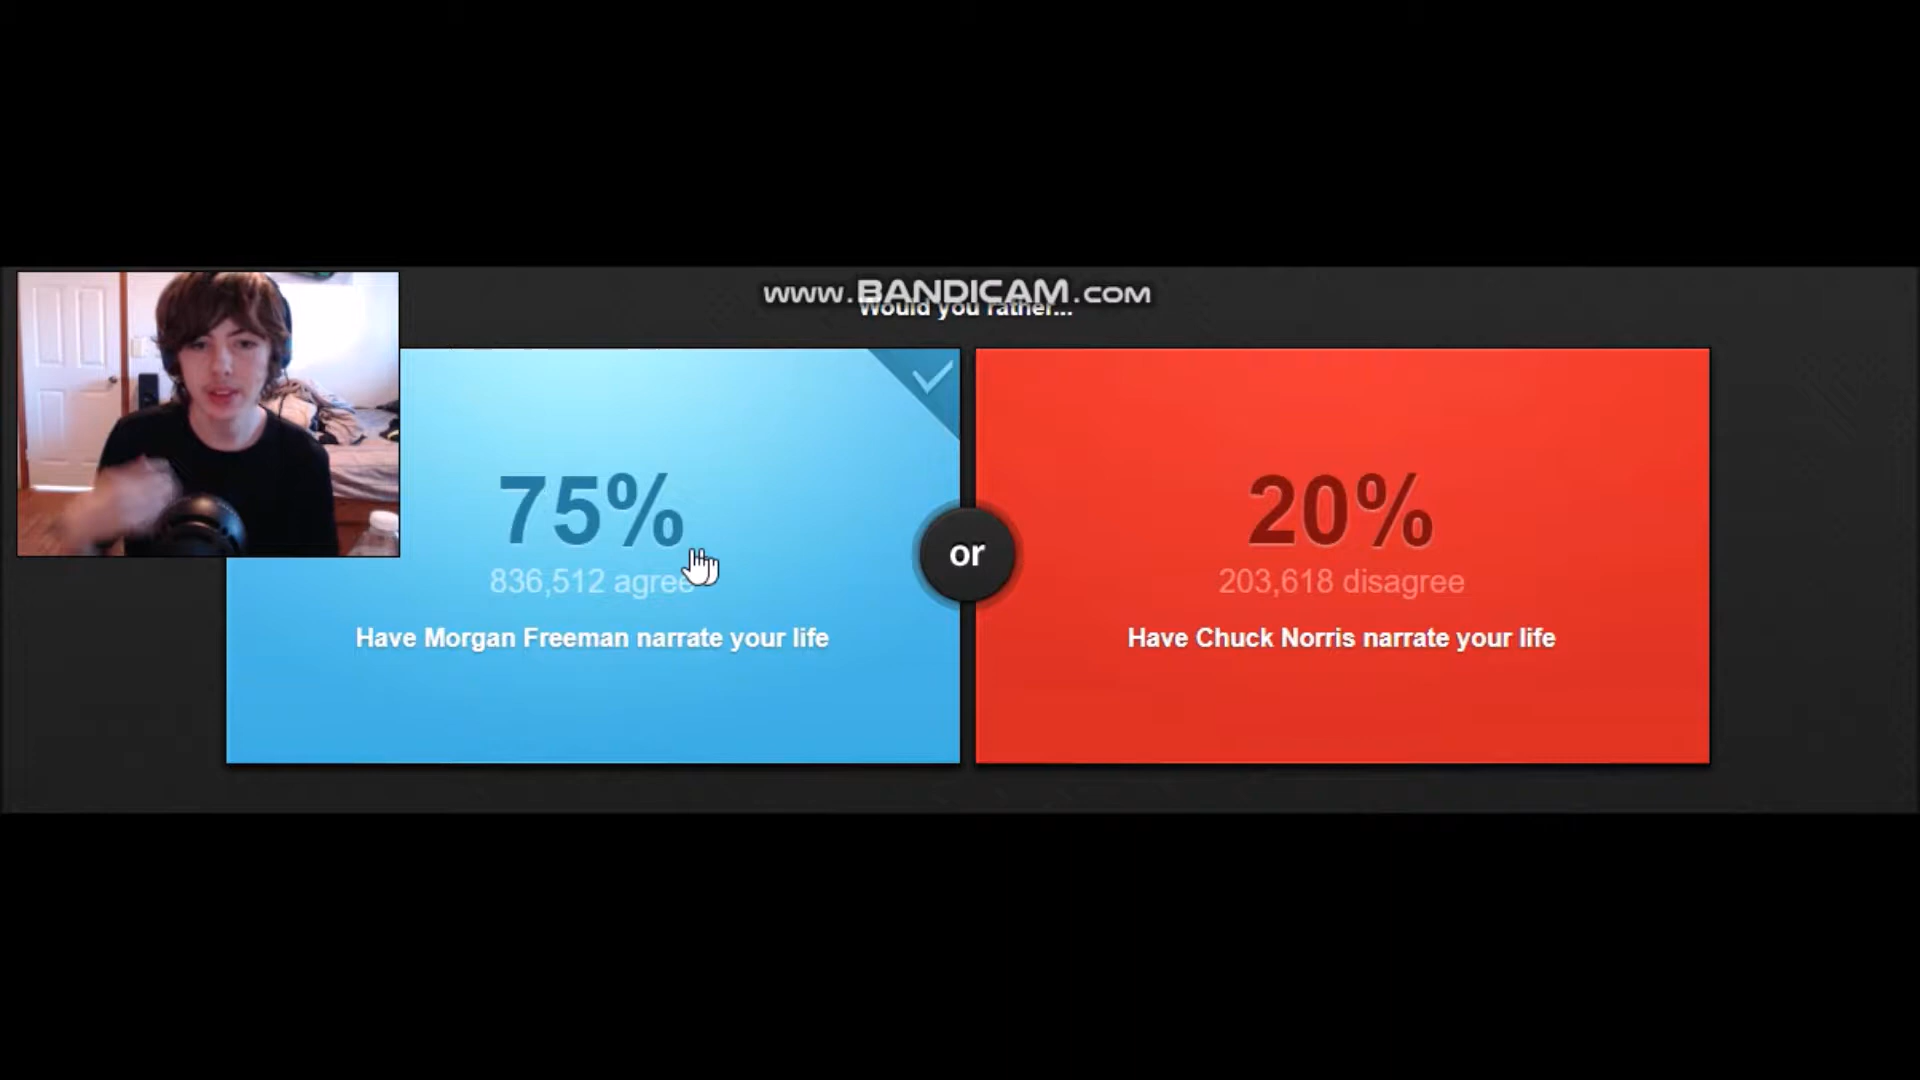 www.BANDICAM.com
Would you rather...
75%
836,512 agree
Have Morgan Freeman narrate your life
or
20%
203,618 disagree
Have Chuck Norris narrate your life